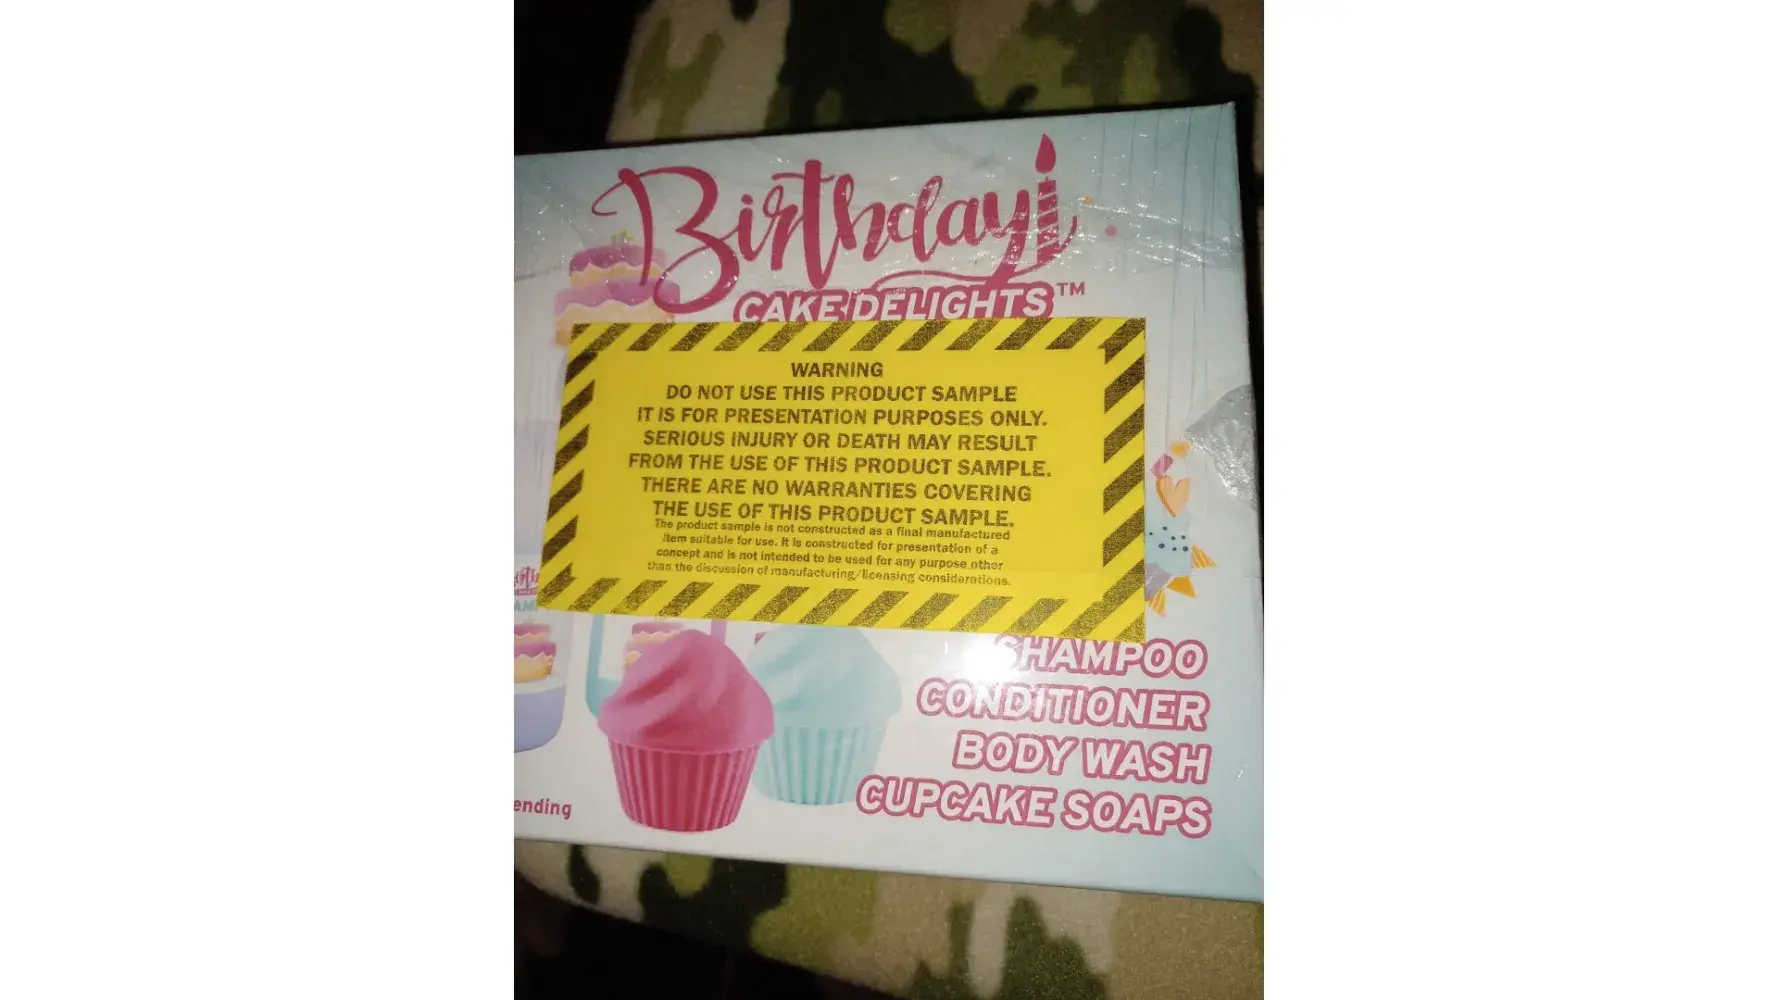 Birthday
CAKE DELIGHTS™
WARNING
DO NOT USE THIS PRODUCT SAMPLE
IT IS FOR PRESENTATION PURPOSES ONLY.
SERIOUS INJURY OR DEATH MAY RESULT
FROM THE USE OF THIS PRODUCT SAMPLE.
THERE ARE NO WARRANTIES COVERING
THE USE OF THIS PRODUCT SAMPLE.
The product sample is not constructed as a final manufactured
item suitable for use. It is constructed for presentation of a
concept and is not intended to be used for any purpose other
than the discussion of manufacturing/licensing considerations.
SHAMPOO
CONDITIONER
BODY WASH
CUPCAKE SOAPS
ending